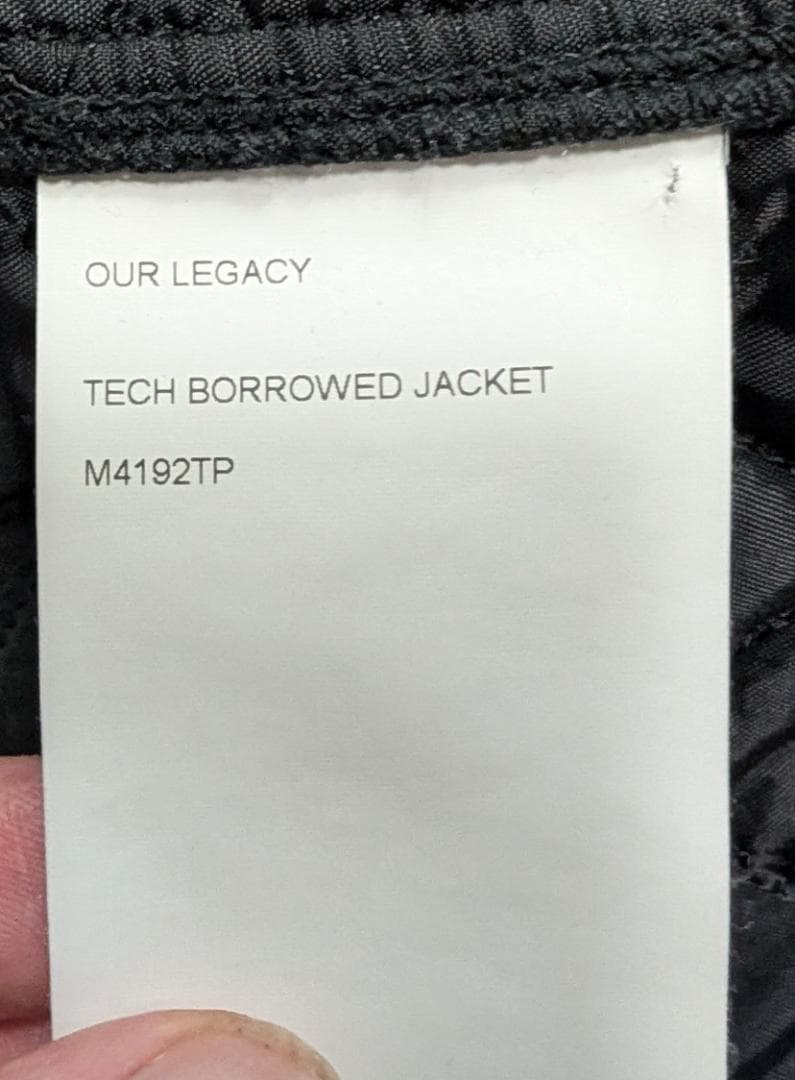 OUR LEGACY
TECH BORROWED JACKET
M4192TP